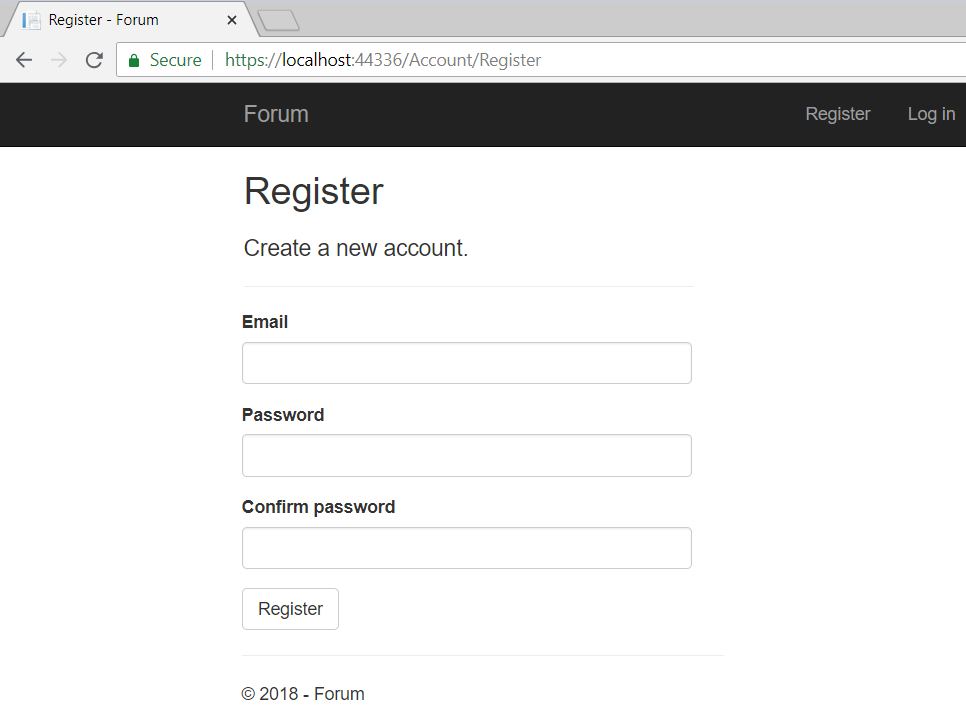 Register - Forum
Secure https://localhost:44336/Account/Register
Forum Register Log in
Register
Create a new account.
Email
Password
Confirm password
Register
© 2018 - Forum